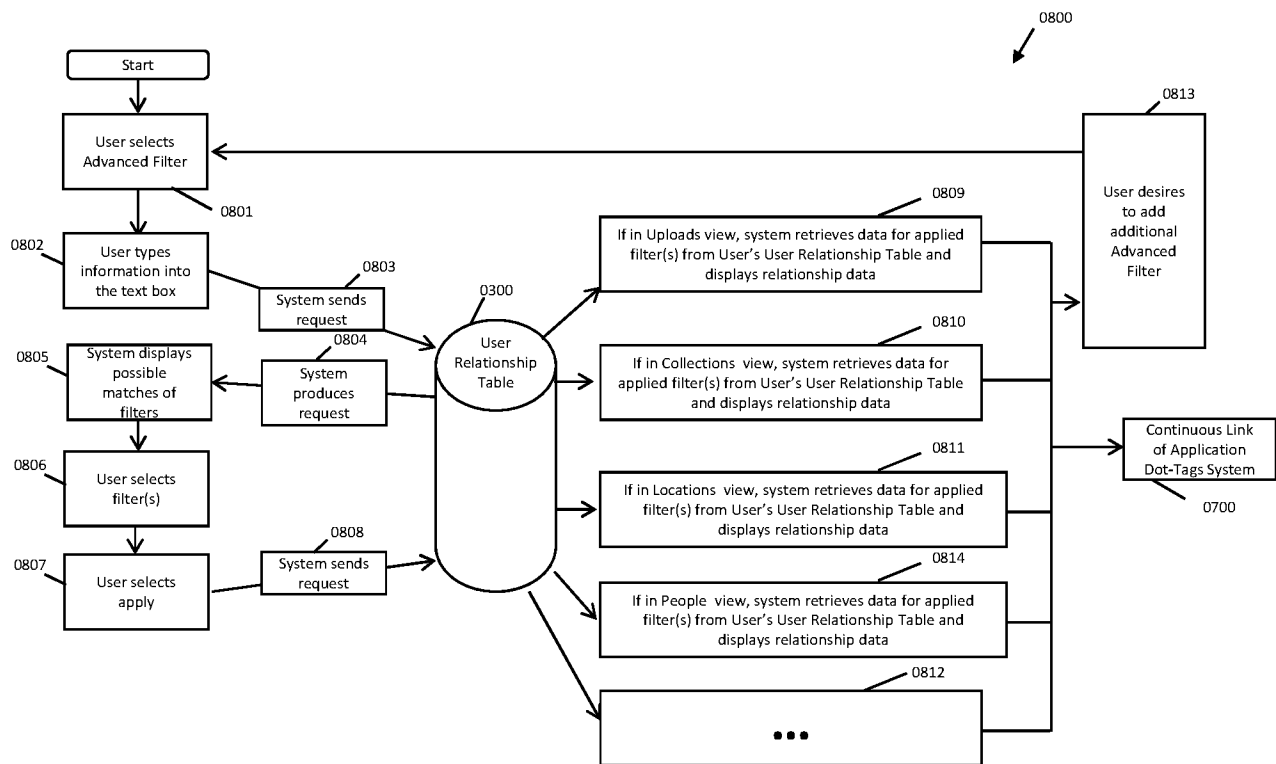 0800
Start
0813
User selects
Advanced Filter
0801
0809
0802
User types
information into
the text box
If in Uploads view, system retrieves data for applied
filter(s) from User's User Relationship Table and
displays relationship data
User desires
to add
additional
Advanced
Filter
0803
System sends
request
0300
User
Relationship
Table
0810
0804
System
produces
request
0805
System displays
possible
matches of
filters
If in Collections view, system retrieves data for
applied filter(s) from User's User Relationship Table
and displays relationship data
Continuous Link
of Application
Dot-Tags System
0700
0806
User selects
filter(s)
0811
If in Locations view, system retrieves data for applied
filter(s) from User's User Relationship Table and
displays relationship data
0807
User selects
apply
0808
System sends
request
0814
If in People view, system retrieves data for applied
filter(s) from User's User Relationship Table and
displays relationship data
0812
•••